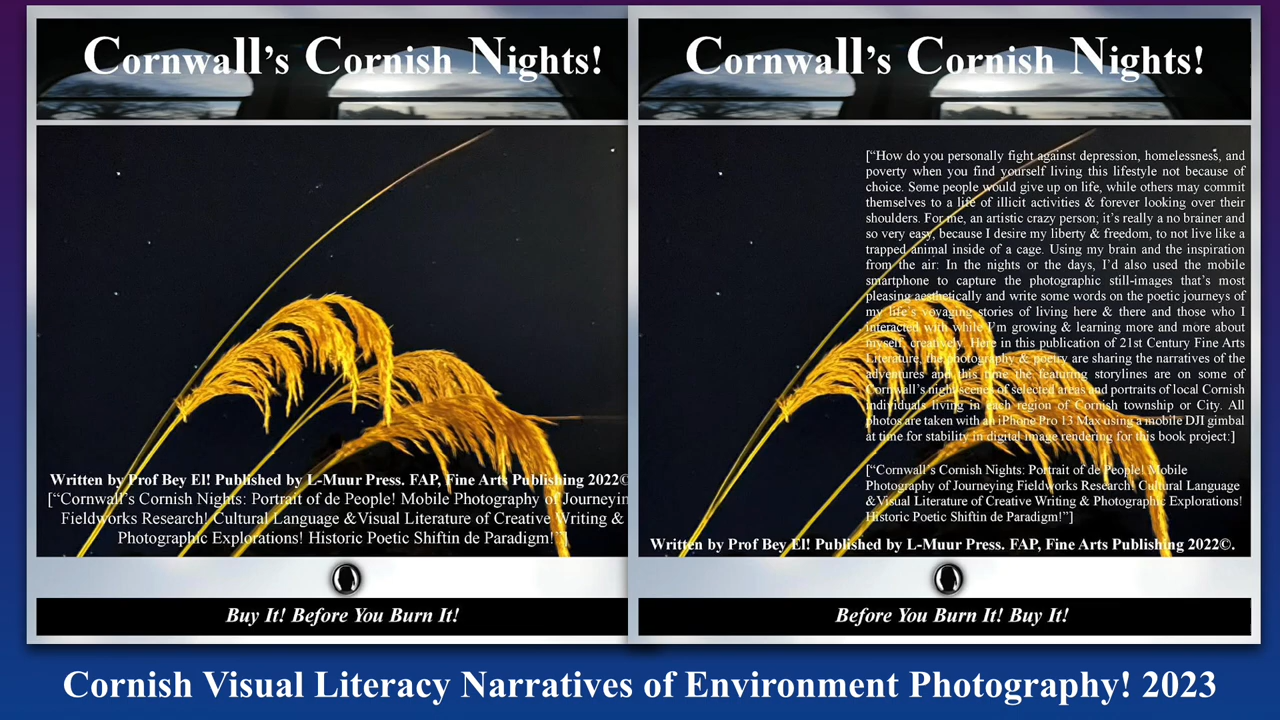 Cornwall's Cornish Nights!
Written by Prof Bey El! Published by L-Muur Press. FAP, Fine Arts Publishing 2022©
[“Cornwall's Cornish Nights: Portrait of de People! Mobile Photography of Journeyin
Fieldworks Research! Cultural Language &Visual Literature of Creative Writing &
Photographic Explorations! Historic Poetic Shiftin de Paradigm!”]
Buy It! Before You Burn It!
Cornwall's Cornish Nights!
[“How do you personally fight against depression, homelessness, and
poverty when you find yourself living this lifestyle not because of
choice. Some people would give up on life, while others may commit
themselves to a life of illicit activities & forever looking over their
shoulders. For me, an artistic crazy person; it's really a no brainer and
so very easy, because I desire my liberty & freedom, to not live like a
trapped animal inside of a cage. Using my brain and the inspiration
from the air: In the nights or the days, I'd also used the mobile
smartphone to capture the photographic still-images that's most
pleasing aesthetically and write some words on the poetic journeys of
my life's voyaging stories of living here & there and those who I
interacted with while I'm growing & learning more and more about
myself, creatively. Here in this publication of 21st Century Fine Arts
Literature, the photography & poetry are sharing the narratives of the
adventures and this time the featuring storylines are on some of
Cornwall's night scenes of selected areas and portraits of local Cornish
individuals living in each region of Cornish township or City. All
photos are taken with an iPhone Pro 13 Max using a mobile DJI gimbal
at time for stability in digital image rendering for this book project:]
[“Cornwall's Cornish Nights: Portrait of de People! Mobile
Photography of Journeying Fieldworks Research! Cultural Language
&Visual Literature of Creative Writing & Photographic Explorations!
Historic Poetic Shiftin de Paradigm!”]
Written by Prof Bey El! Published by L-Muur Press. FAP, Fine Arts Publishing 2022©.
Before You Burn It! Buy It!
Cornish Visual Literacy Narratives of Environment Photography! 2023